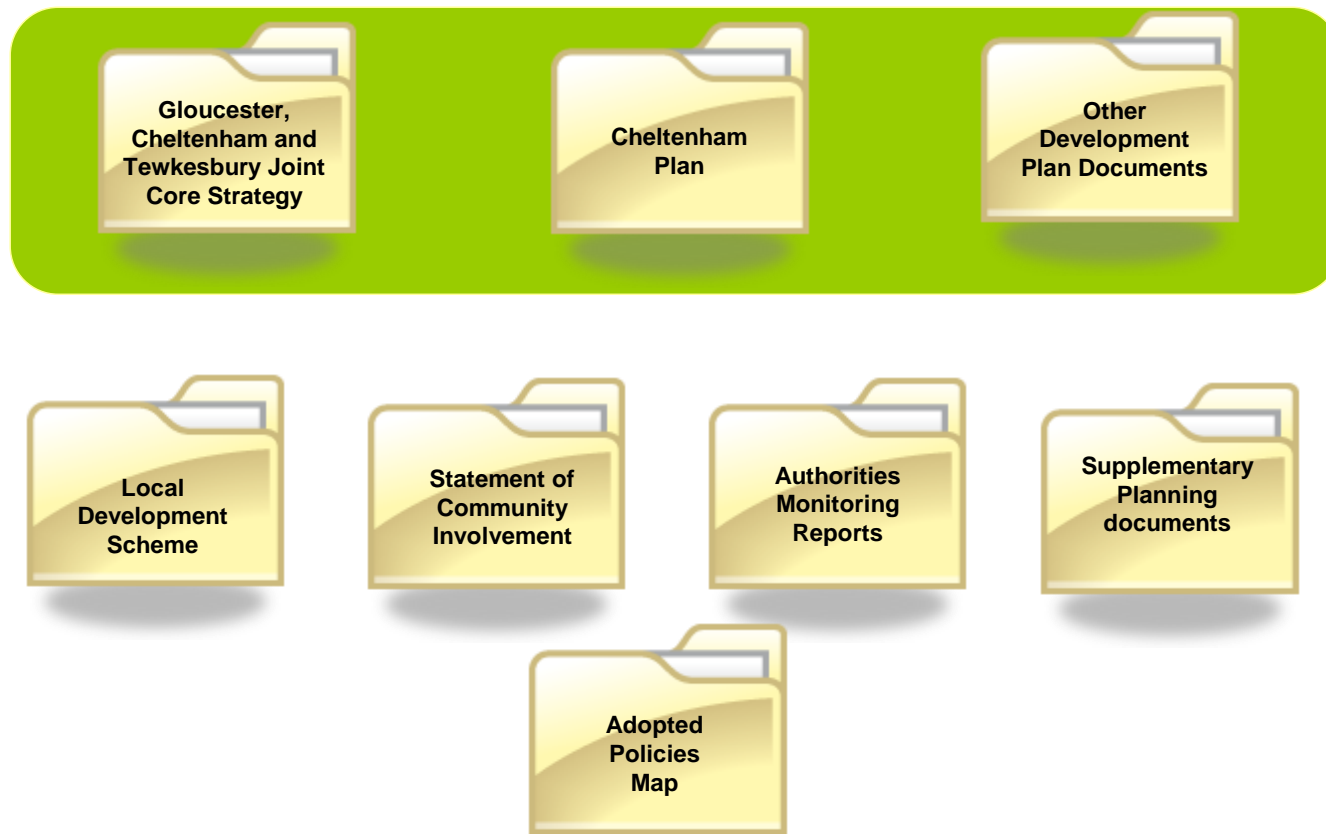 Gloucester,
Cheltenham and
Tewkesbury Joint
Core Strategy
Cheltenham
Plan
Other
Development
Plan Documents
Local
Development
Scheme
Statement of
Community
Involvement
Authorities
Monitoring
Reports
Supplementary
Planning
documents
Adopted
Policies
Map